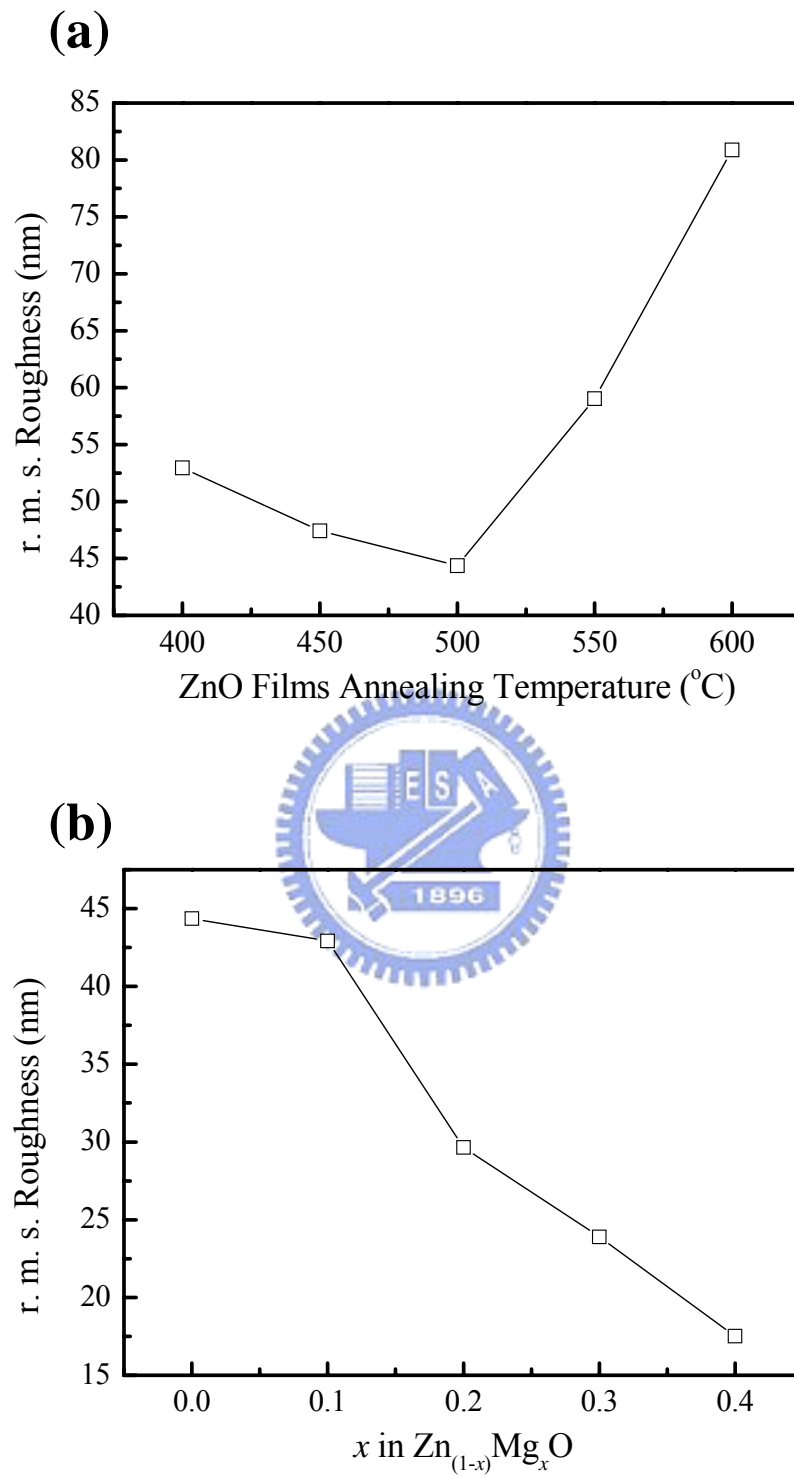 (a)
85
80
75
70
65
60
55
50
45
40
r. m. s. Roughness (nm)
400 450 500 550 600
ZnO Films Annealing Temperature (°C)
E S A
1896
(b)
45
40
35
30
25
20
15
r. m. s. Roughness (nm)
0.0 0.1 0.2 0.3 0.4
x in Zn(1-x)MgxO